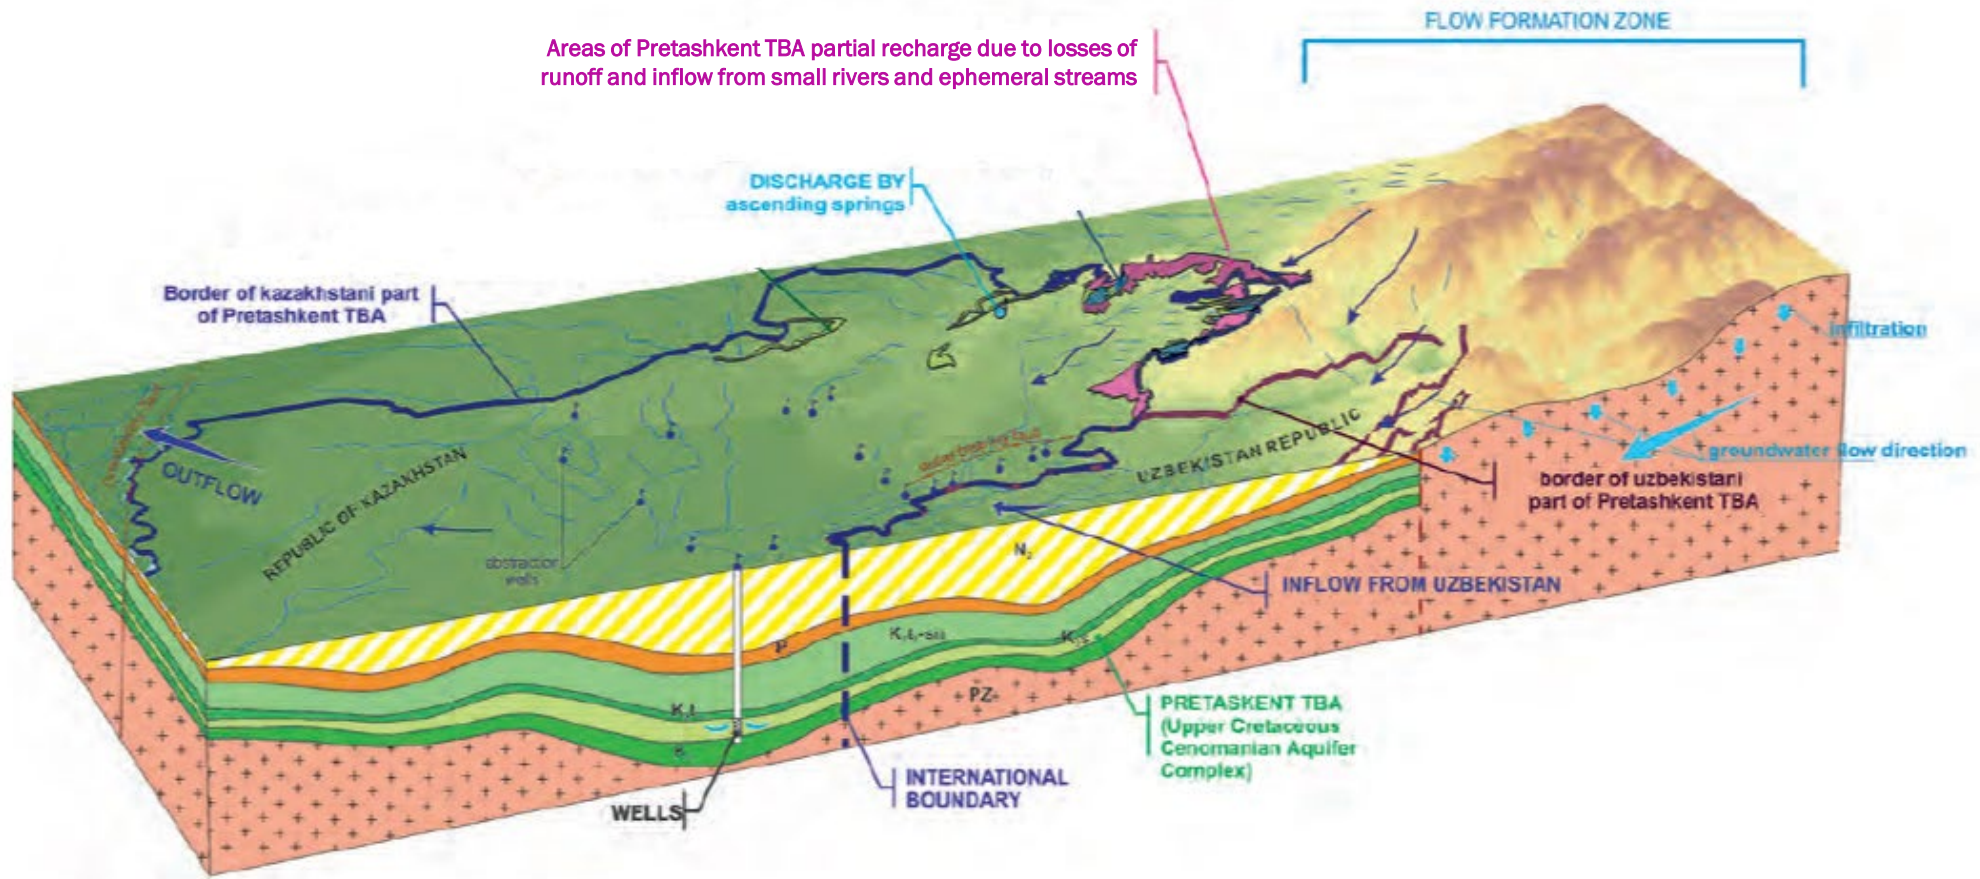 FLOW FORMATION ZONE
Areas of Pretashkent TBA partial recharge due to losses of
runoff and inflow from small rivers and ephemeral streams
DISCHARGE BY
ascending springs
Border of kazakhstani part
of Pretashkent TBA
infiltration
groundwater flow direction
OUTFLOW
REPUBLIC OF KAZAKHSTAN
UZBEKISTAN REPUBLIC
border of uzbekistani
part of Pretashkent TBA
abstraction
wells
N₂
INFLOW FROM UZBEKISTAN
P
PZ
PRETASKENT TBA
(Upper Cretaceous
Cenomanian Aquifer
Complex)
INTERNATIONAL
BOUNDARY
WELLS